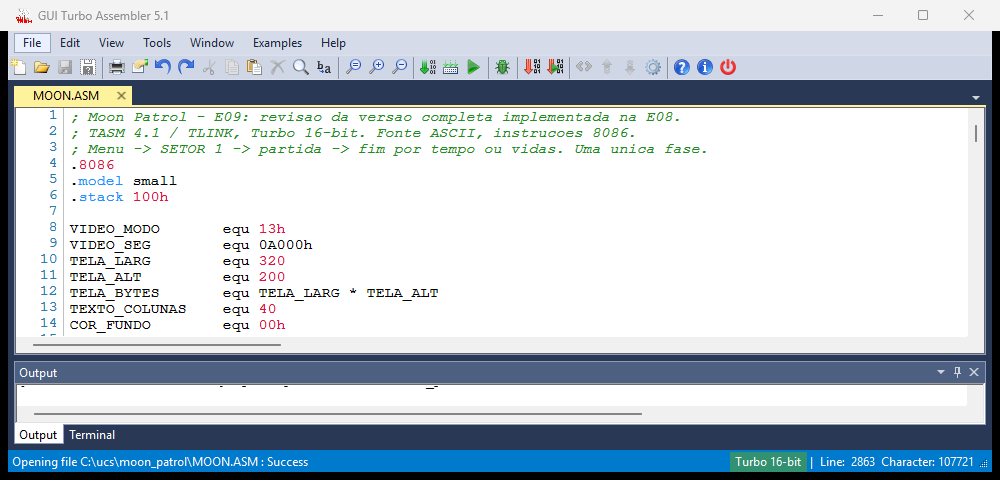 GUI Turbo Assembler 5.1
File Edit View Tools Window Examples Help
MOON.ASM
1 ; Moon Patrol - E09: revisao da versao completa implementada na E08.
2 ; TASM 4.1 / TLINK, Turbo 16-bit. Fonte ASCII, instrucoes 8086.
3 ; Menu -> SETOR 1 -> partida -> fim por tempo ou vidas. Uma unica fase.
4 .8086
5 .model small
6 .stack 100h
7
8 VIDEO_MODO equ 13h
9 VIDEO_SEG equ 0A000h
10 TELA_LARG equ 320
11 TELA_ALT equ 200
12 TELA_BYTES equ TELA_LARG * TELA_ALT
13 TEXTO_COLUNAS equ 40
14 COR_FUNDO equ 00h
Output
Output Terminal
Opening file C:\ucs\moon_patrol\MOON.ASM : Success Turbo 16-bit | Line: 2863 Character: 107721